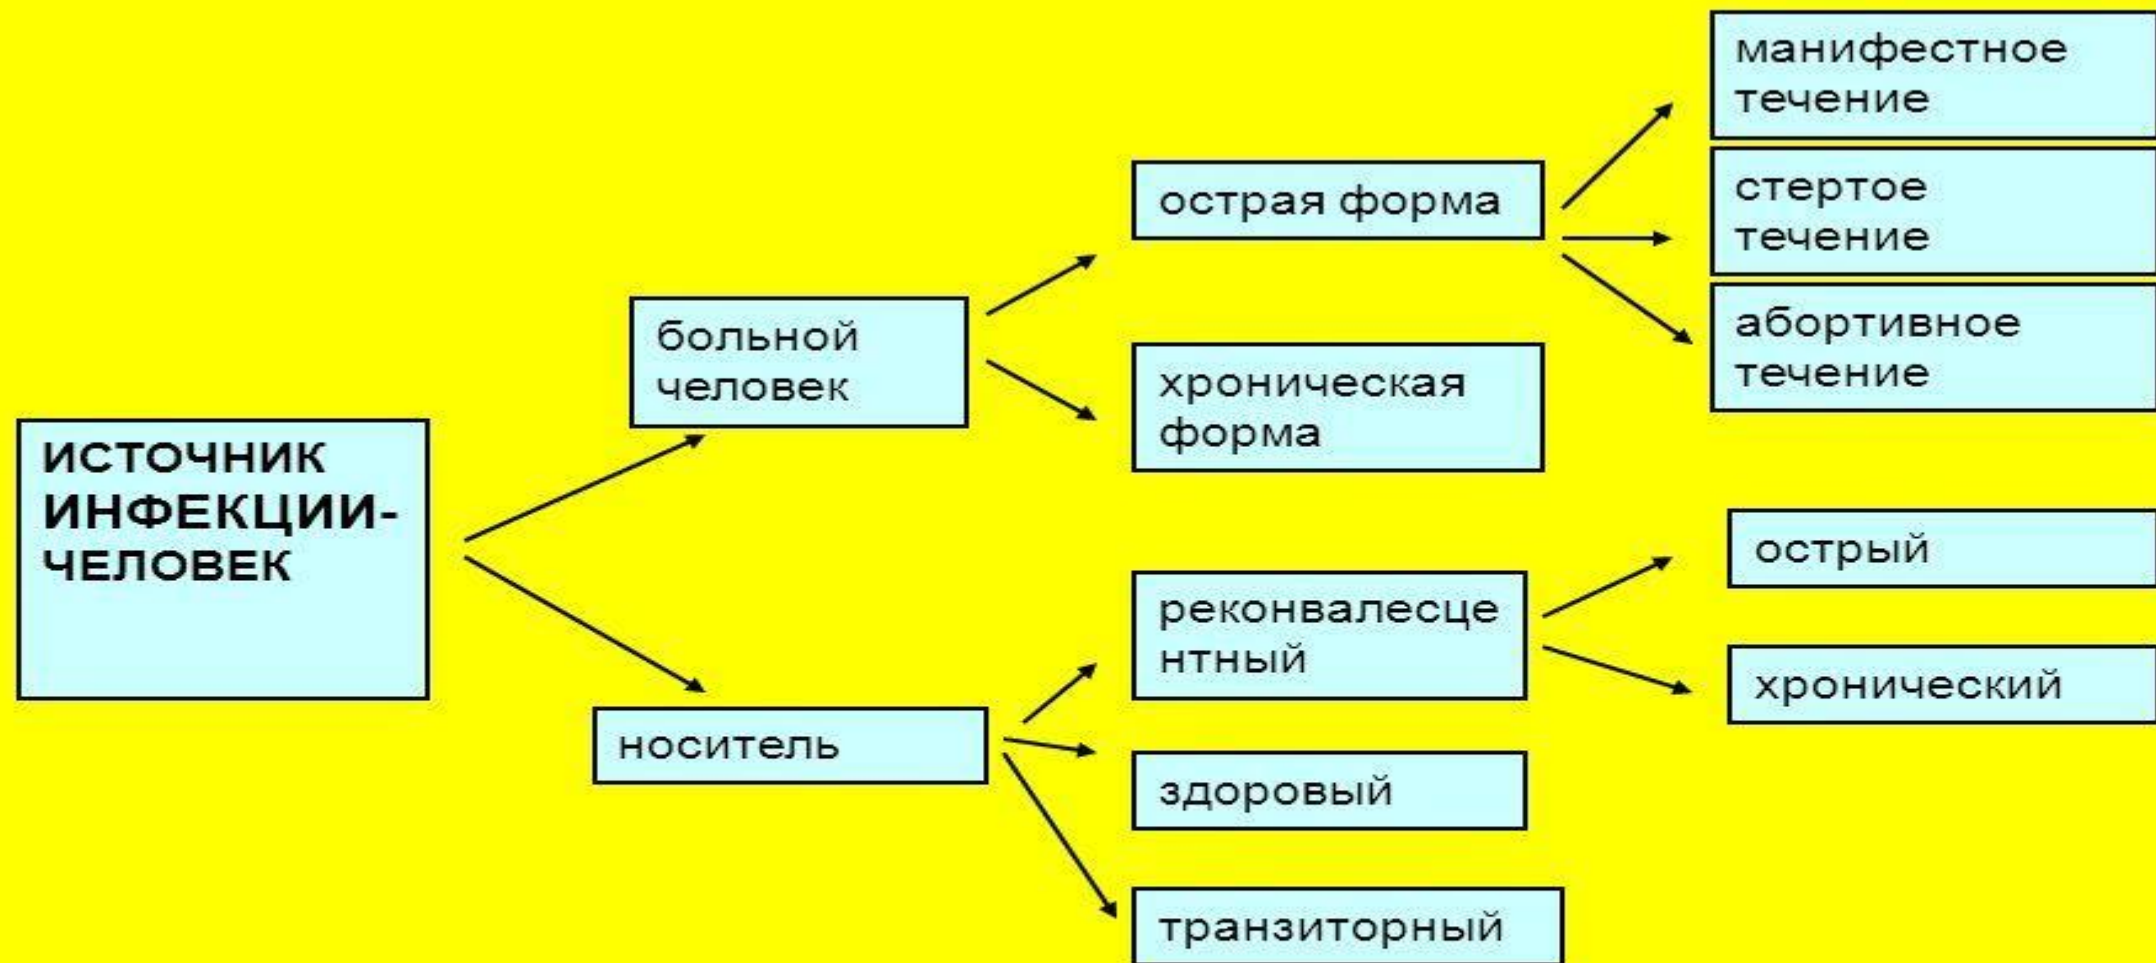 ИСТОЧНИК
ИНФЕКЦИИ-
ЧЕЛОВЕК
больной
человек
острая форма
манифестное
течение
стертое
течение
абортивное
течение
хроническая
форма
носитель
реконвалесце
нтный
острый
хронический
здоровый
транзиторный